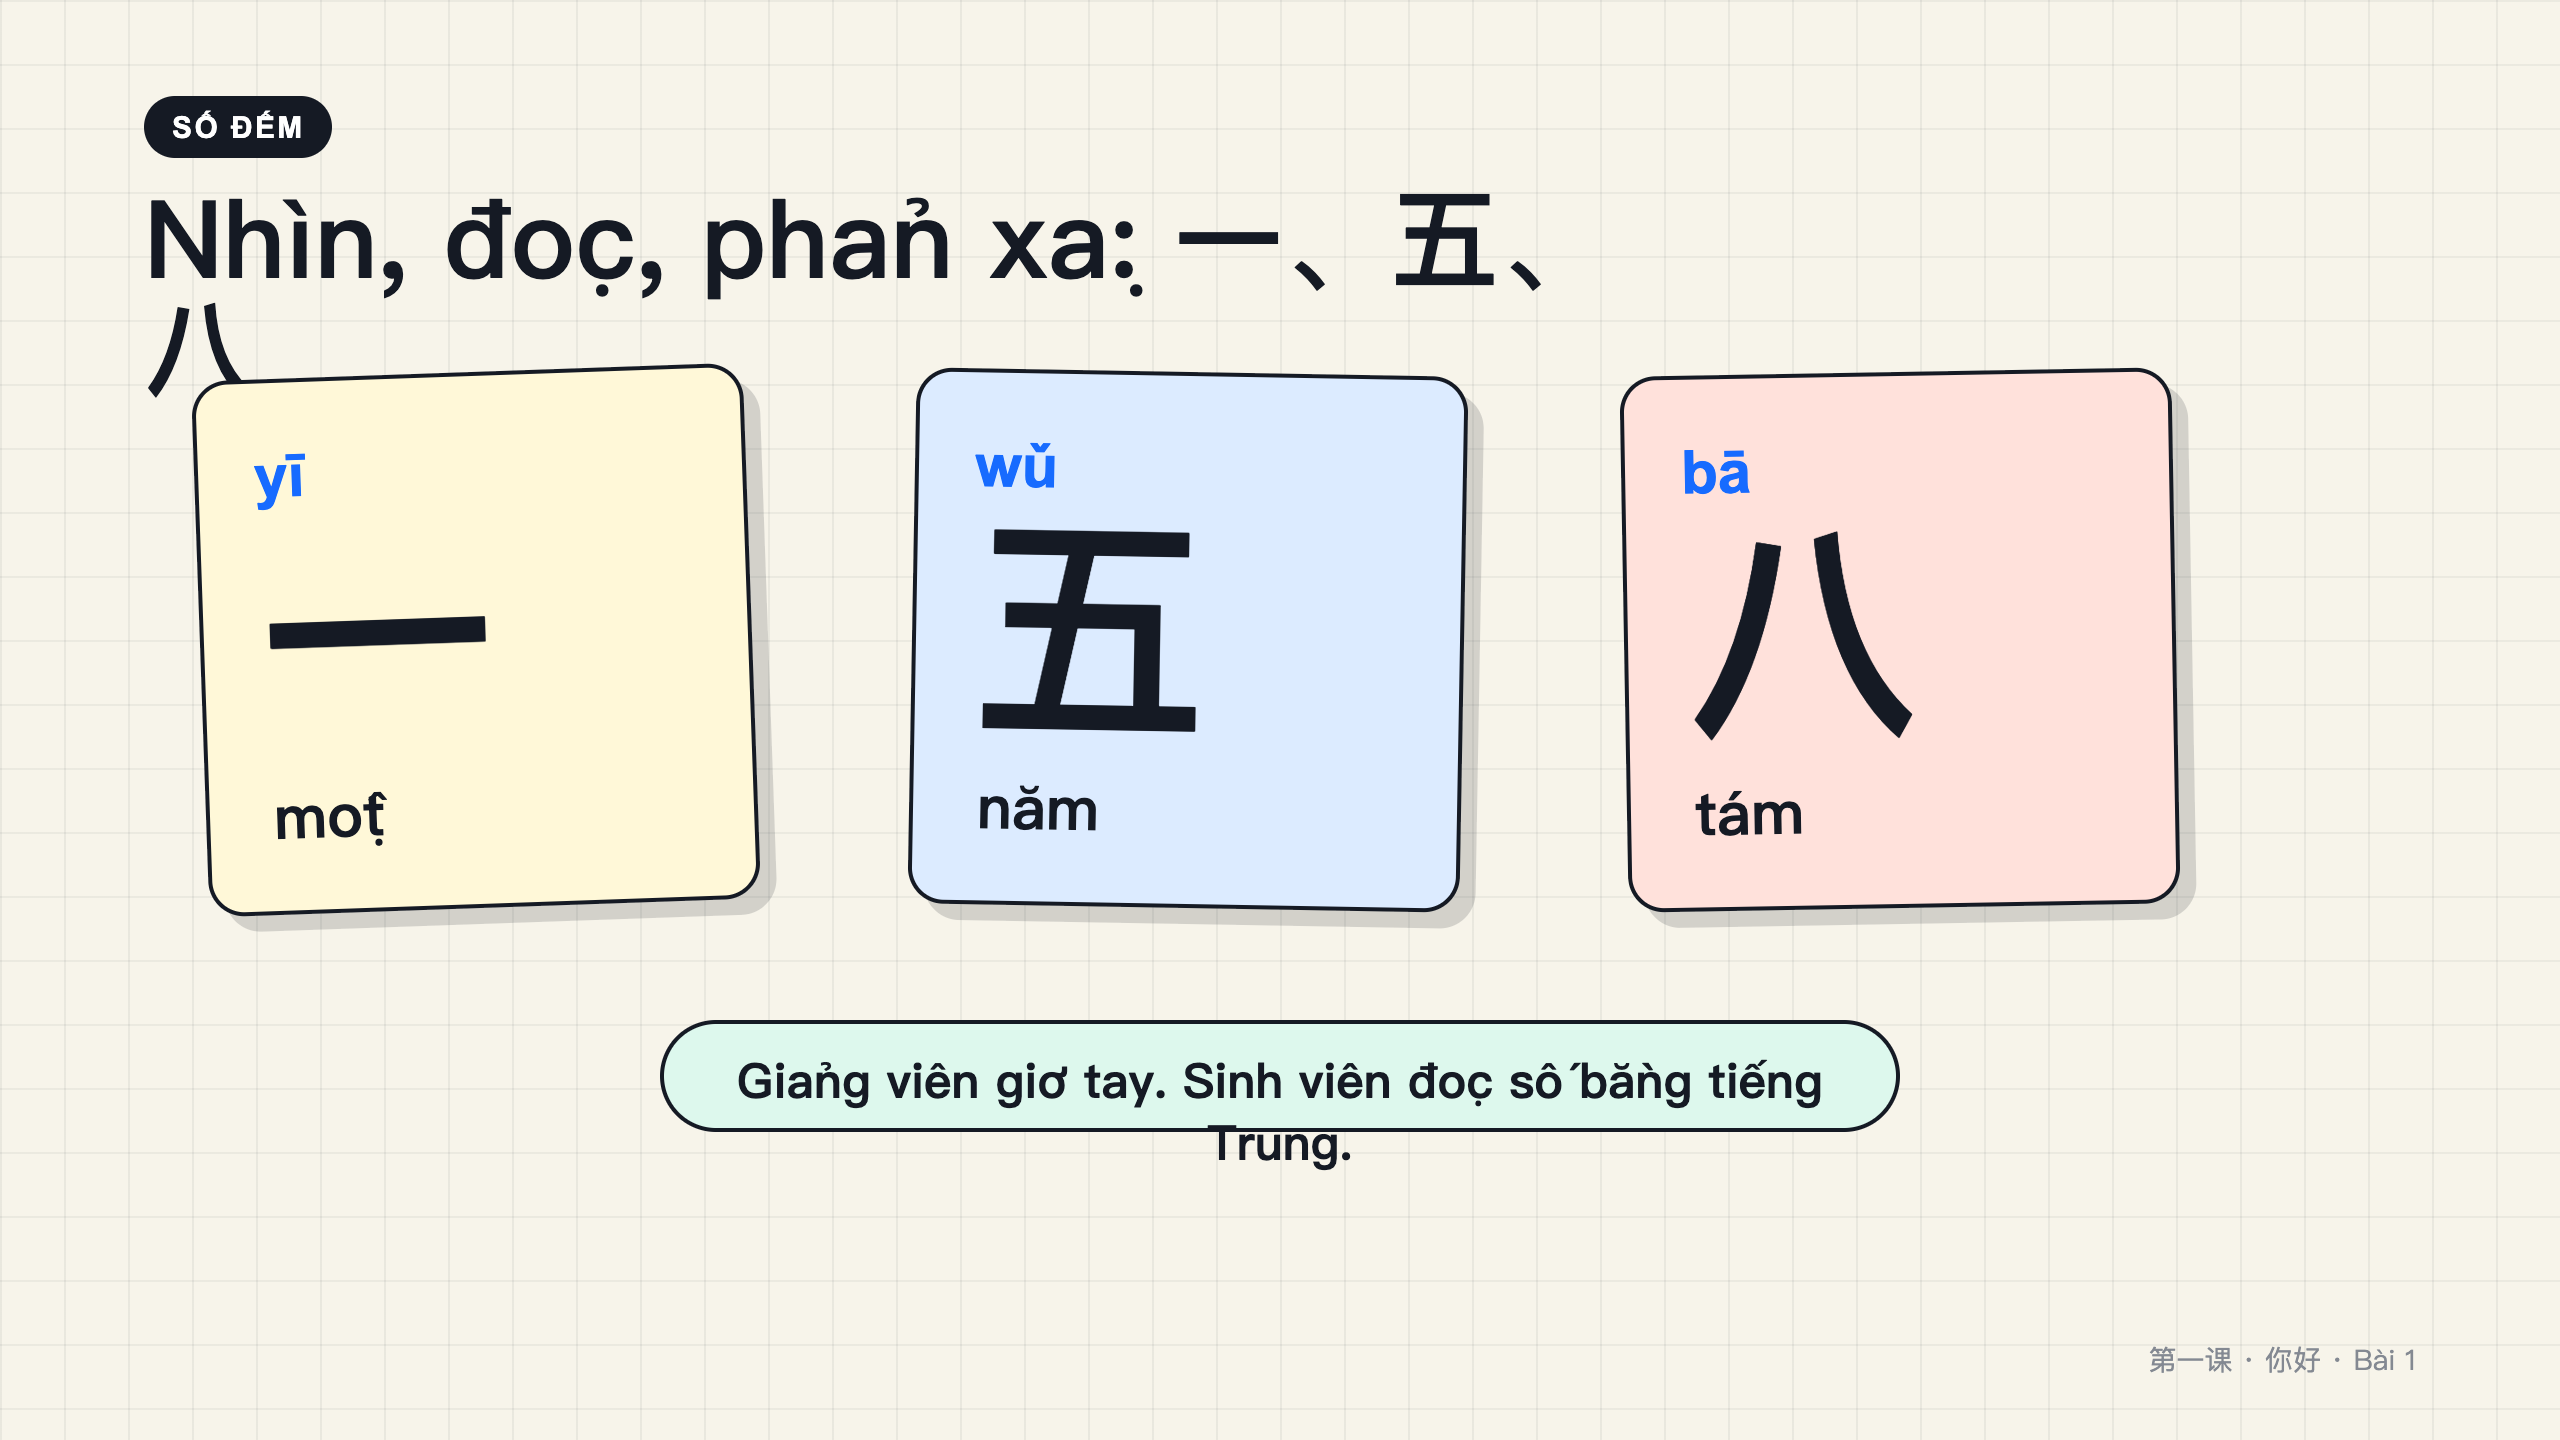 SỐ ĐẾM
Nhìn, đọc, phản xạ: 一、五、
八
yī
一
một
wǔ
五
năm
bā
八
tám
Giảng viên giơ tay. Sinh viên đọc số bằng tiếng
Trung.
第一课 · 你好 · Bài 1